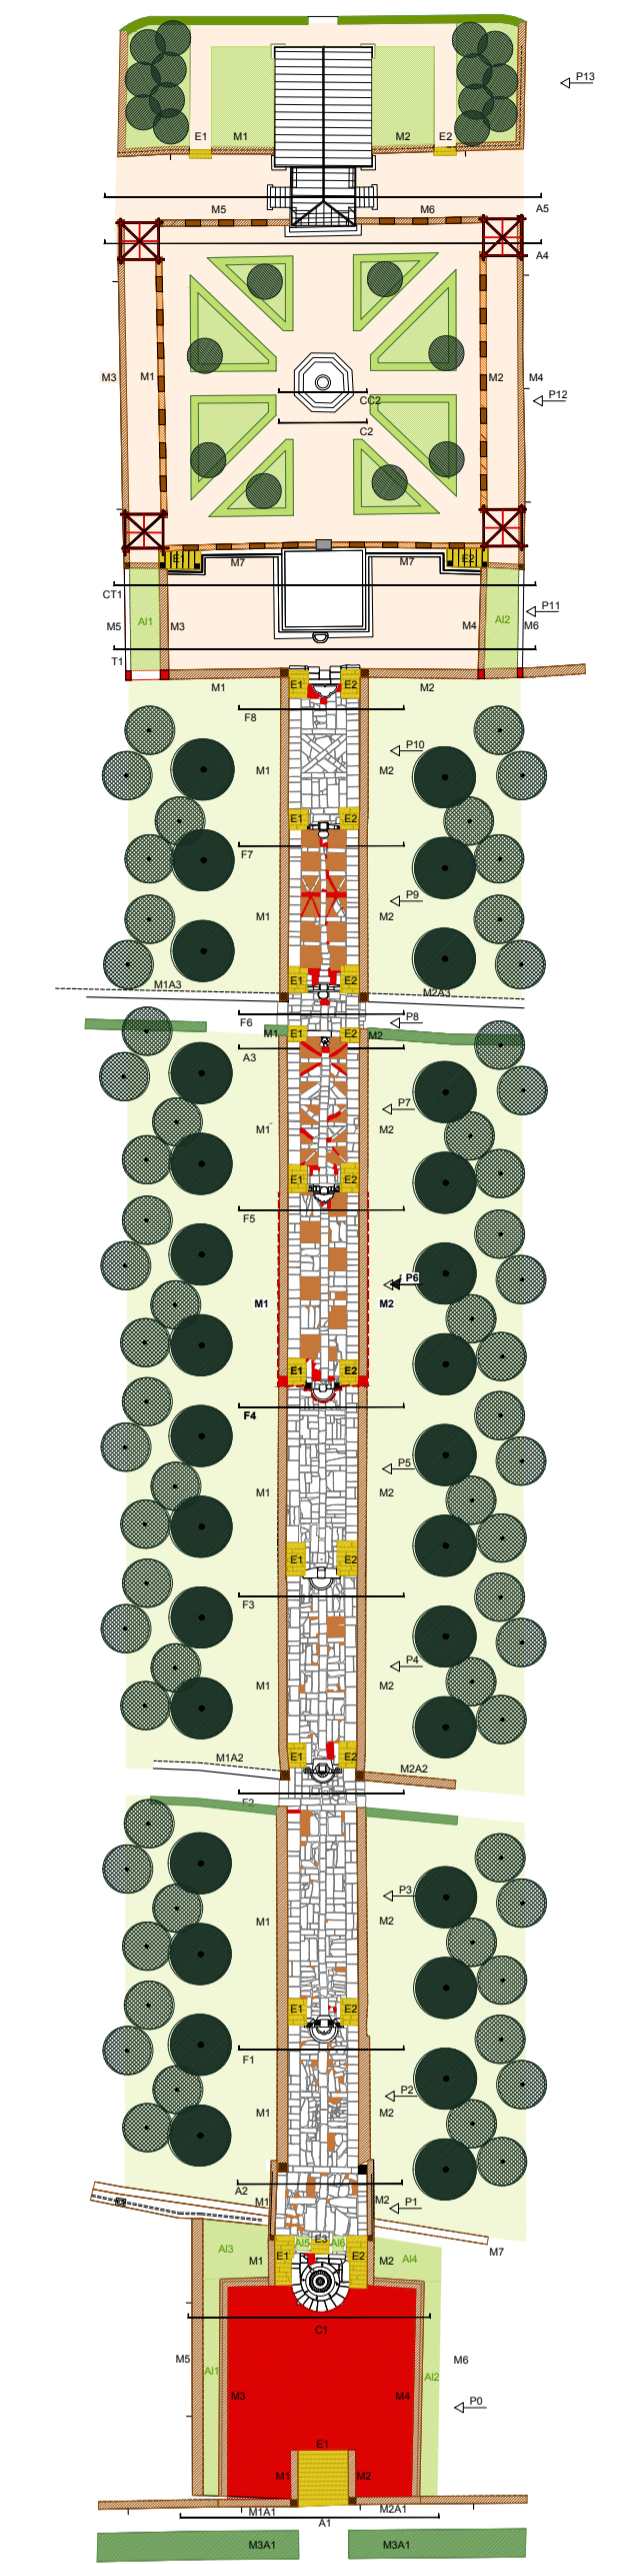 P13
E1 M1 M2 E2
M5 M6 A5
A4
M3 M1 M2 M4
CC2
P12
C2
E1 E2
M7 M7
CT1
P11
M5 AI1 M3 M4 AI2 M6
T1
E1 E2
M1 M2
F8
P10
M1 M2
E1 E2
F7
P9
M1 M2
E1 E2
M1A3 M2A3
F6 P8
M1 E1 E2 M2
A3
P7
M1 M2
E1 E2
F5
P6
M1 M2
E1 E2
F4
P5
M1 M2
E1 E2
F3
P4
M1 M2
E1 E2
M1A2 M2A2
F2
P3
M1 M2
E1 E2
F1
P2
M1 M2
A2
M1 M2 P1
AI5 E3 AI6
AI3 M1 E1 E2 M2 AI4 M7
C1
M5 M6
AI1 AI2
M3 M4 P0
E1
M1 M2
M1A1 M2A1
A1
M3A1 M3A1